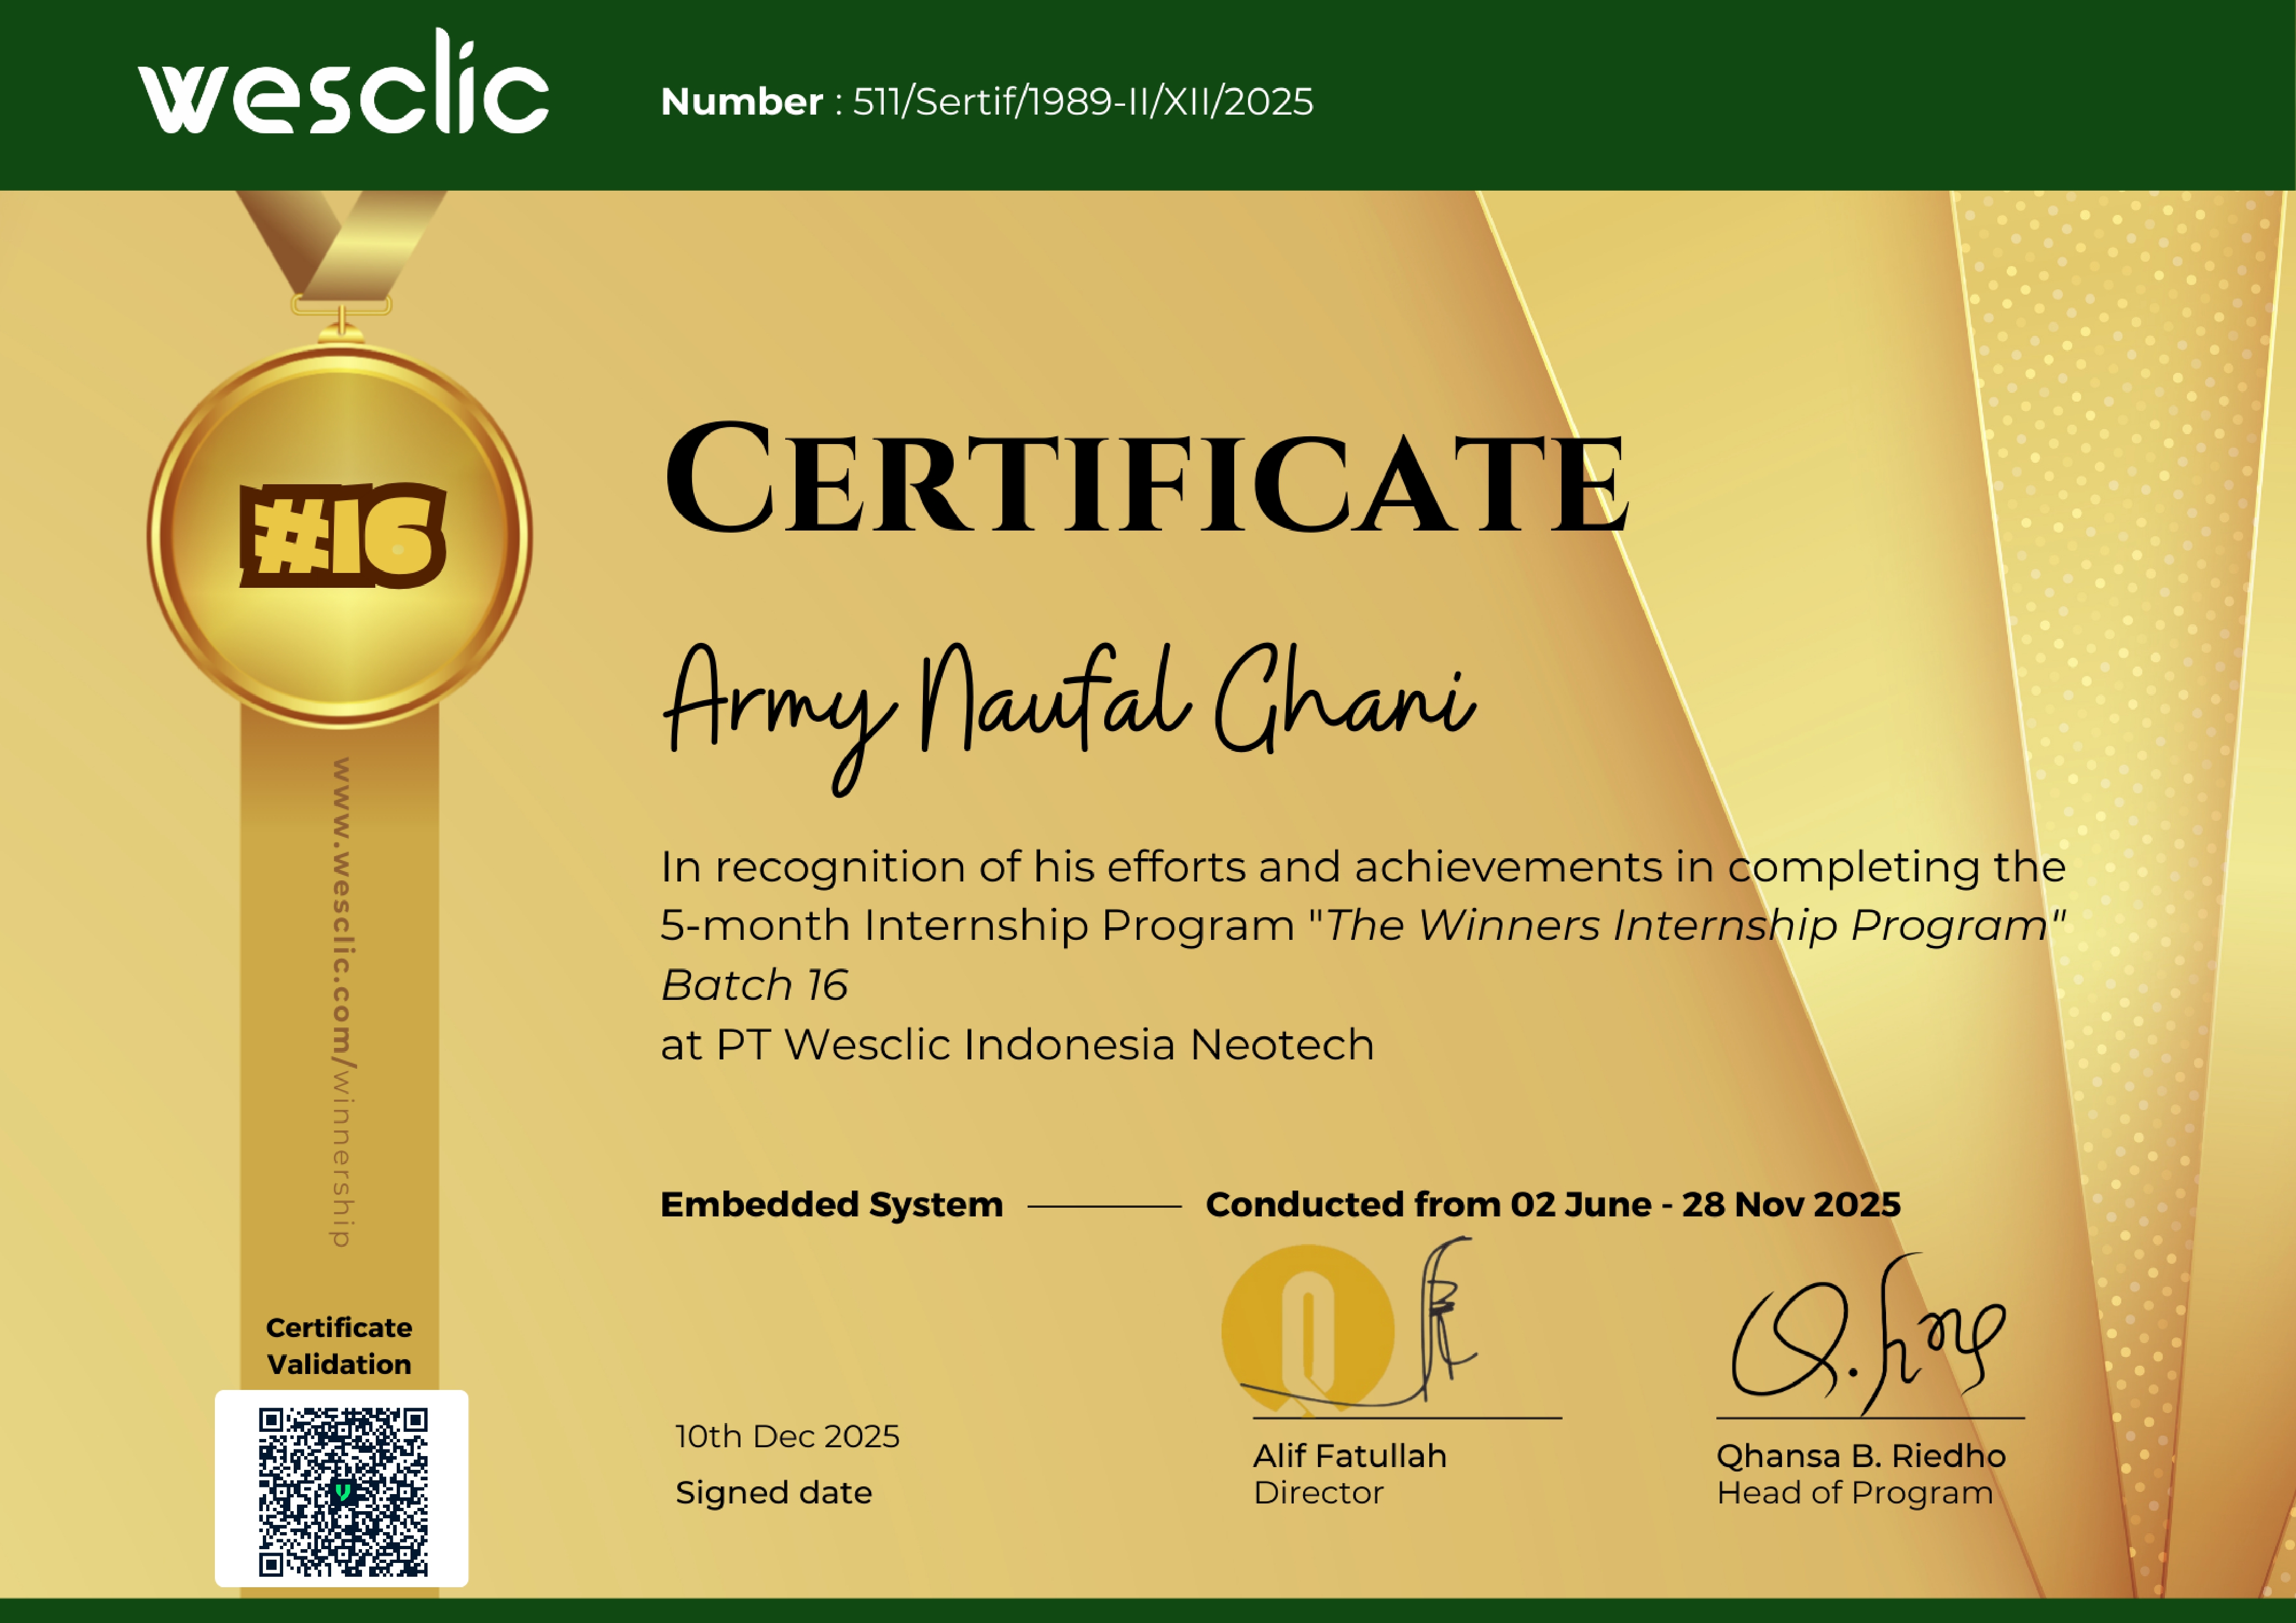 wesclic
Number : 511/Sertif/1989-II/XII/2025
#16
CERTIFICATE
Army Naufal Ghani
In recognition of his efforts and achievements in completing the
5-month Internship Program "The Winners Internship Program"
Batch 16
at PT Wesclic Indonesia Neotech
www.wesclic.com/winnership
Embedded System
Conducted from 02 June - 28 Nov 2025
Certificate
Validation
10th Dec 2025
Signed date
Alif Fatullah
Director
Qhansa B. Riedho
Head of Program